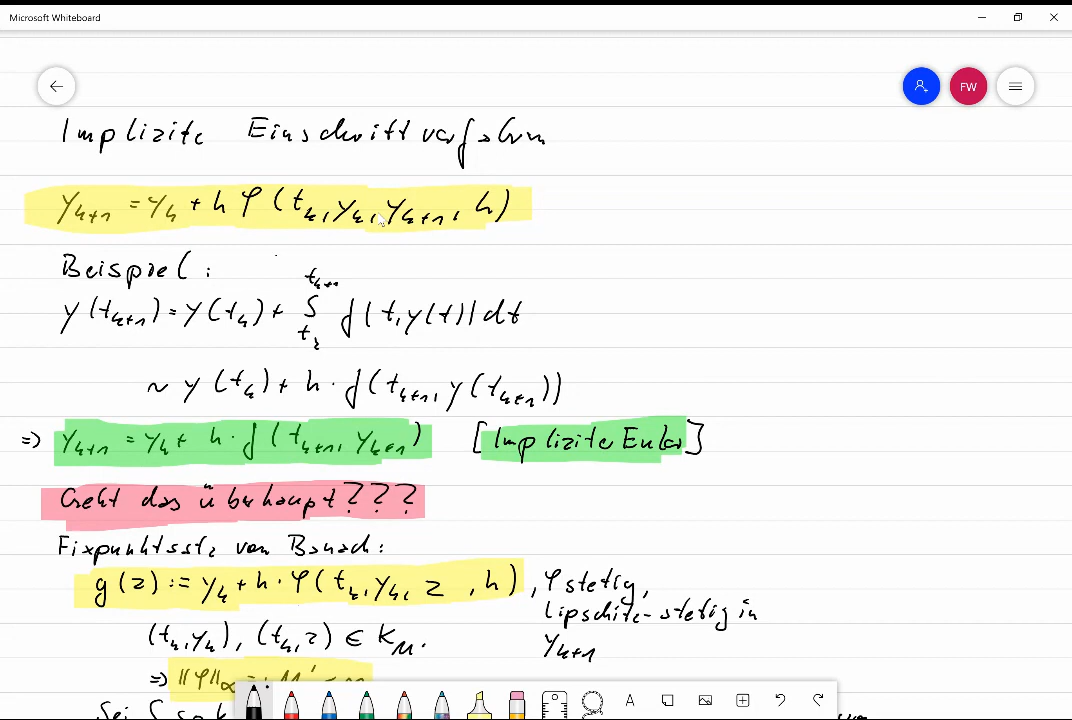 Microsoft Whiteboard
FW
Implizite Einschrittverfahren
y_{k+1} = y_k + h φ(t_k, y_k, y_{k+1}, h)
Beispiel:
y(t_{k+1}) = y(t_k) + ∫_{t_k}^{t_{k+1}} f(t, y(t)) dt
~ y(t_k) + h · f(t_{k+1}, y(t_{k+1}))
=> y_{k+1} = y_k + h · f(t_{k+1}, y_{k+1}) [Implizite Euler]
Geht das überhaupt???
Fixpunktsatz von Banach:
g(z) := y_k + h · φ(t_k, y_k, z, h), φ stetig,
Lipschitz-stetig in
y_{k+1}
(t_k, y_k), (t_k, z) ∈ K_M.
=> ||φ||_∞
Sei